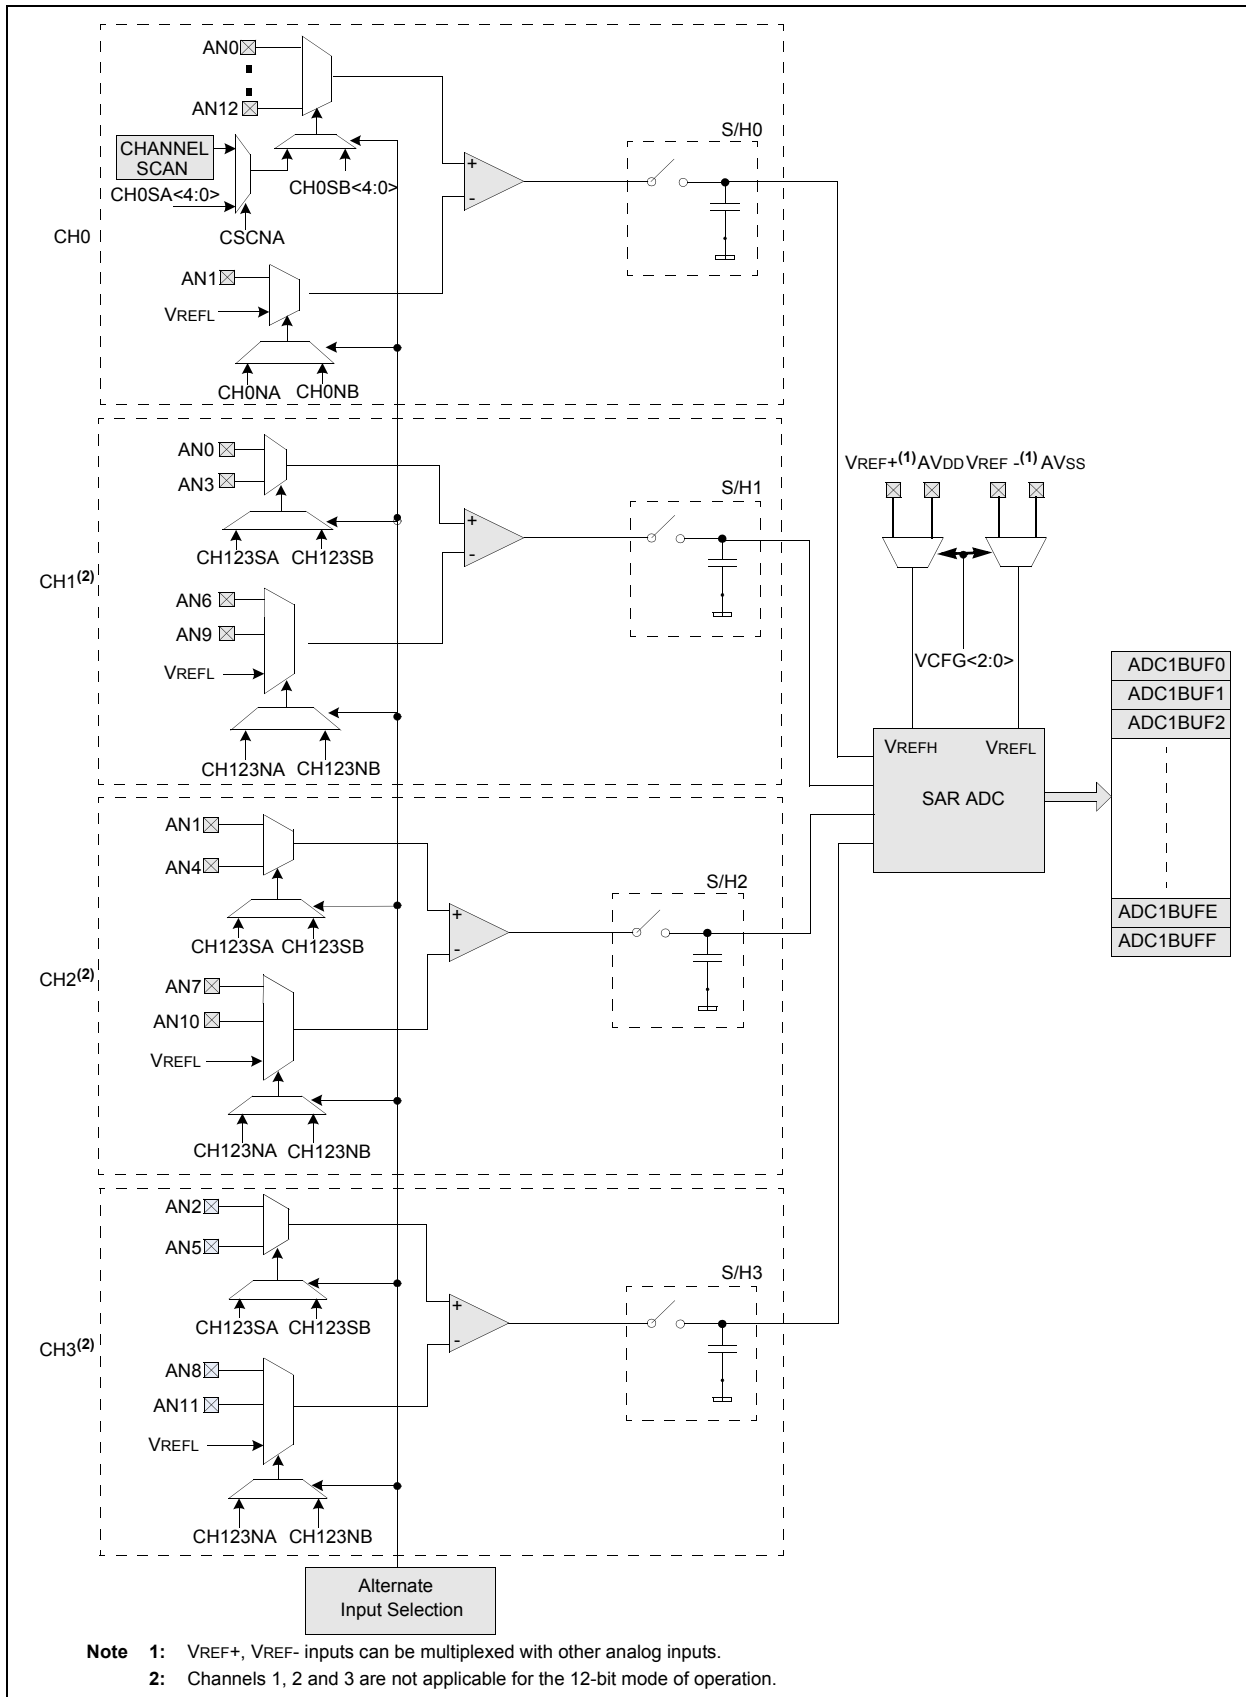 AN0
AN12
CHANNEL
SCAN
CH0SA<4:0>
CH0SB<4:0>
CSCNA
+
-
S/H0
CH0
AN1
VREFL
CH0NA
CH0NB
AN0
AN3
CH123SA
CH123SB
+
-
S/H1
CH1(2)
AN6
AN9
VREFL
CH123NA
CH123NB
VREF+(1) AVDD VREF -(1) AVSS
VCFG<2:0>
VREFH
VREFL
SAR ADC
ADC1BUF0
ADC1BUF1
ADC1BUF2
ADC1BUFE
ADC1BUFF
AN1
AN4
CH123SA
CH123SB
+
-
S/H2
CH2(2)
AN7
AN10
VREFL
CH123NA
CH123NB
AN2
AN5
CH123SA
CH123SB
+
-
S/H3
CH3(2)
AN8
AN11
VREFL
CH123NA
CH123NB
Alternate
Input Selection
Note 1: VREF+, VREF- inputs can be multiplexed with other analog inputs.
2: Channels 1, 2 and 3 are not applicable for the 12-bit mode of operation.